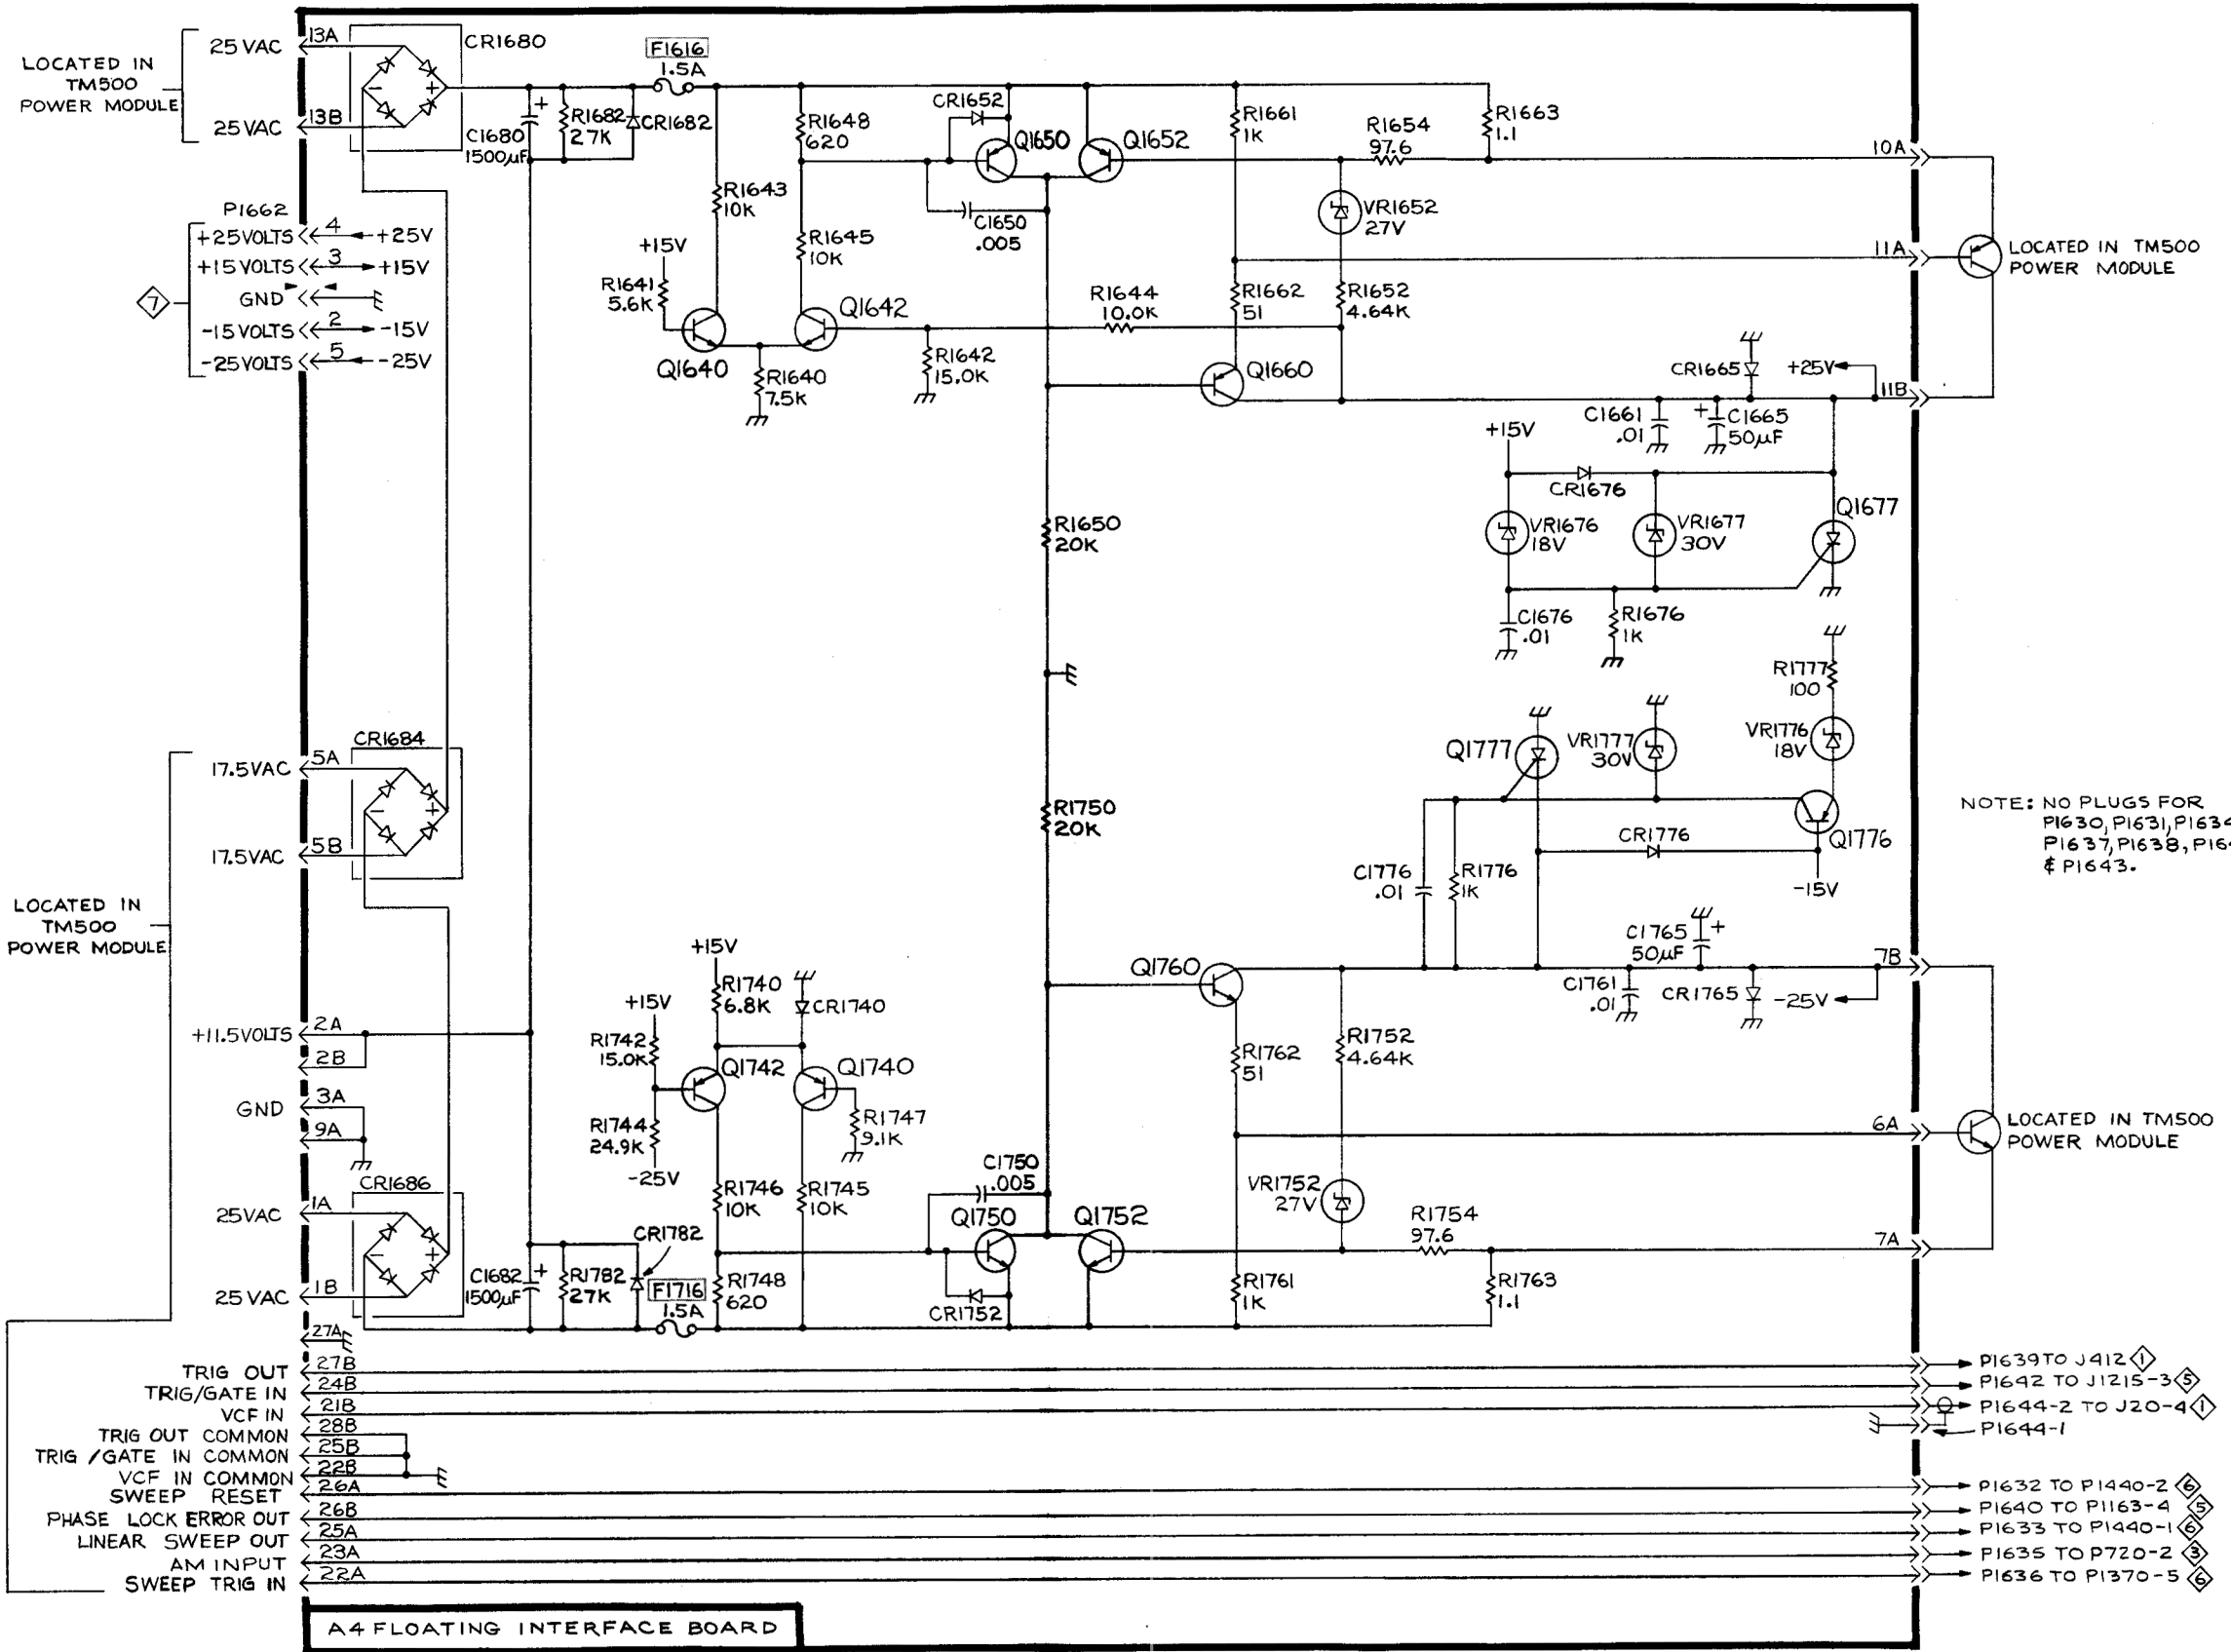 LOCATED IN
TM500
POWER MODULE
25 VAC
13A
25 VAC
13B
CR1680
C1680
1500µF
+
R1682
2.7K
CR1682
F1616
1.5A
R1643
10K
R1648
620
R1645
10K
CR1652
Q1650
Q1652
C1650
.005
R1661
1K
R1654
97.6
R1663
1.1
10A
VR1652
27V
11A
LOCATED IN TM500
POWER MODULE
P1662
+25VOLTS
4
+25V
+15VOLTS
3
+15V
GND
-15VOLTS
2
-15V
-25VOLTS
5
-25V
7
+15V
R1641
5.6K
Q1640
Q1642
R1640
7.5K
R1642
15.0K
R1644
10.0K
R1662
51
R1652
4.64K
Q1660
CR1665
+25V
11B
C1661
.01
+
C1665
50µF
+15V
CR1676
VR1676
18V
VR1677
30V
Q1677
C1676
.01
R1676
1K
R1650
20K
R1750
20K
R1777
100
VR1776
18V
Q1777
VR1777
30V
Q1776
CR1776
-15V
C1776
.01
R1776
1K
NOTE: NO PLUGS FOR
P1630, P1631, P1634
P1637, P1638,
& P1643.
CR1684
17.5VAC
5A
17.5VAC
5B
LOCATED IN
TM500
POWER MODULE
+11.5VOLTS
2A
2B
GND
3A
9A
CR1686
25VAC
1A
25 VAC
1B
27A
C1682
1500µF
+
R1782
27K
CR1782
F1716
1.5A
+15V
R1740
6.8K
CR1740
+15V
R1742
15.0K
Q1742
Q1740
R1744
24.9K
-25V
R1747
9.1K
R1746
10K
R1745
10K
R1748
620
C1750
.005
Q1750
Q1752
CR1752
Q1760
R1762
51
R1752
4.64K
C1765
50µF
+
C1761
.01
CR1765
-25V
7B
6A
LOCATED IN TM500
POWER MODULE
VR1752
27V
R1754
97.6
7A
R1761
1K
R1763
1.1
TRIG OUT
27B
P1639 TO J412 1
TRIG/GATE IN
24B
P1642 TO J1215-3 5
VCF IN
21B
P1644-2 TO J20-4 1
TRIG OUT COMMON
28B
P1644-1
TRIG /GATE IN COMMON
25B
VCF IN COMMON
22B
SWEEP RESET
26A
P1632 TO P1440-2 6
PHASE LOCK ERROR OUT
26B
P1640 TO P1163-4 5
LINEAR SWEEP OUT
25A
P1633 TO P1440-1 6
AM INPUT
23A
P1635 TO P720-2 3
SWEEP TRIG IN
22A
P1636 TO P1370-5 6
A4 FLOATING INTERFACE BOARD